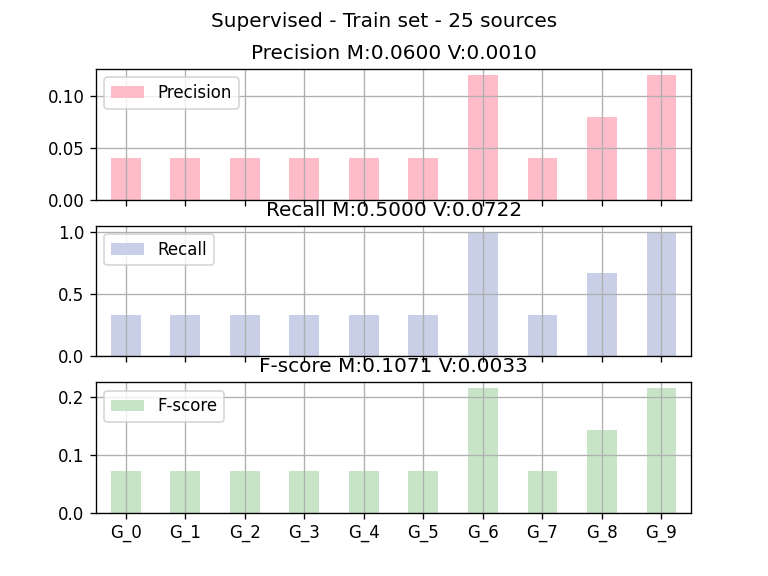 Supervised - Train set - 25 sources
Precision M:0.0600 V:0.0010
0.10
0.05
0.00
Precision
Recall M:0.5000 V:0.0722
1.0
0.5
0.0
Recall
F-score M:0.1071 V:0.0033
0.2
0.1
0.0
F-score
G_0 G_1 G_2 G_3 G_4 G_5 G_6 G_7 G_8 G_9